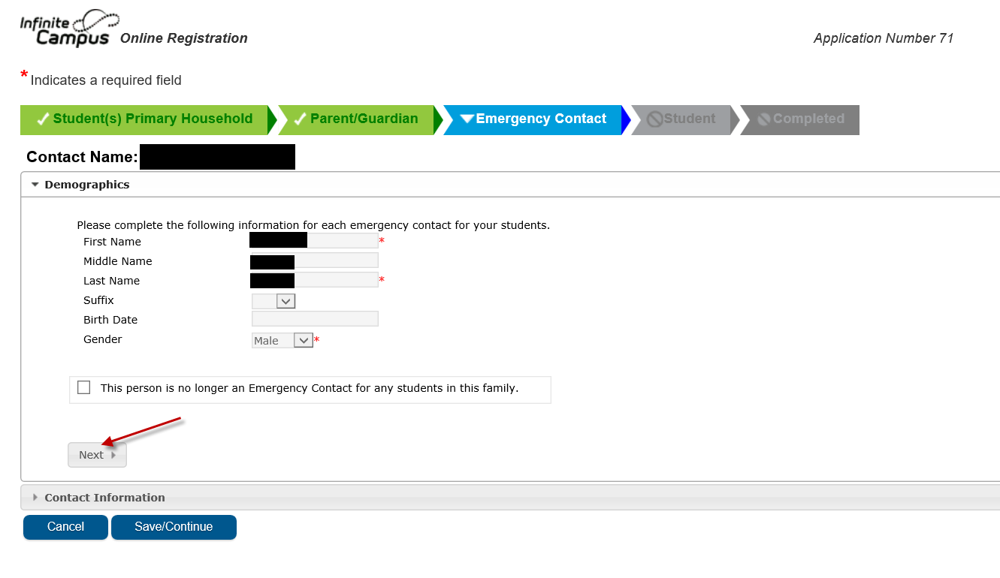 Infinite
Campus Online Registration
Application Number 71
* Indicates a required field
Student(s) Primary Household
Parent/Guardian
Emergency Contact
Student
Completed
Contact Name:
Demographics
Please complete the following information for each emergency contact for your students.
First Name *
Middle Name
Last Name *
Suffix
Birth Date
Gender Male *
This person is no longer an Emergency Contact for any students in this family.
Next
Contact Information
Cancel Save/Continue